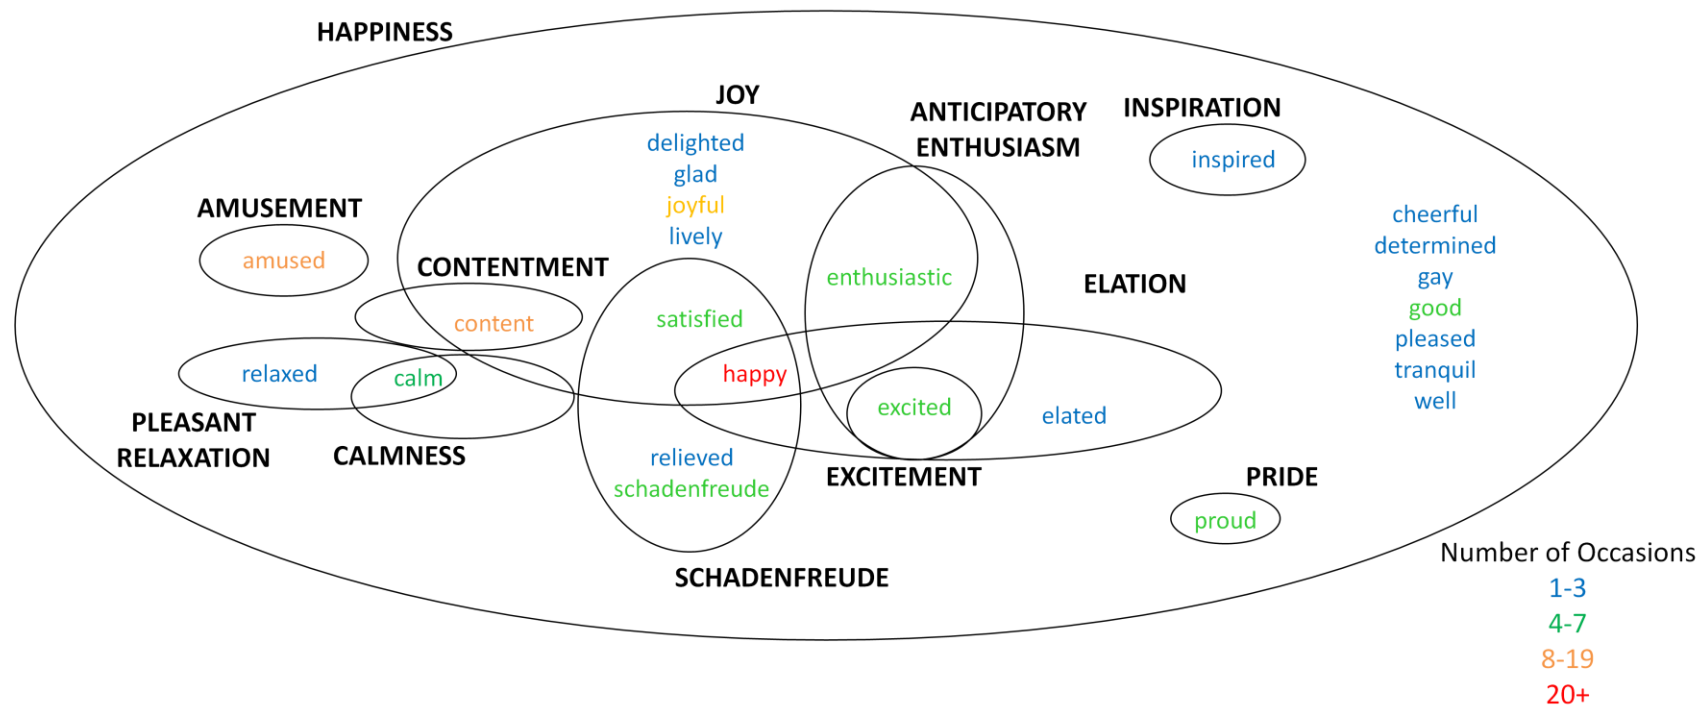 HAPPINESS
JOY
delighted
glad
joyful
lively
ANTICIPATORY
ENTHUSIASM
enthusiastic
INSPIRATION
inspired
AMUSEMENT
amused
CONTENTMENT
content
satisfied
happy
ELATION
elated
cheerful
determined
gay
good
pleased
tranquil
well
relaxed
calm
PLEASANT
RELAXATION
CALMNESS
relieved
schadenfreude
SCHADENFREUDE
excited
EXCITEMENT
PRIDE
proud
Number of Occasions
1-3
4-7
8-19
20+